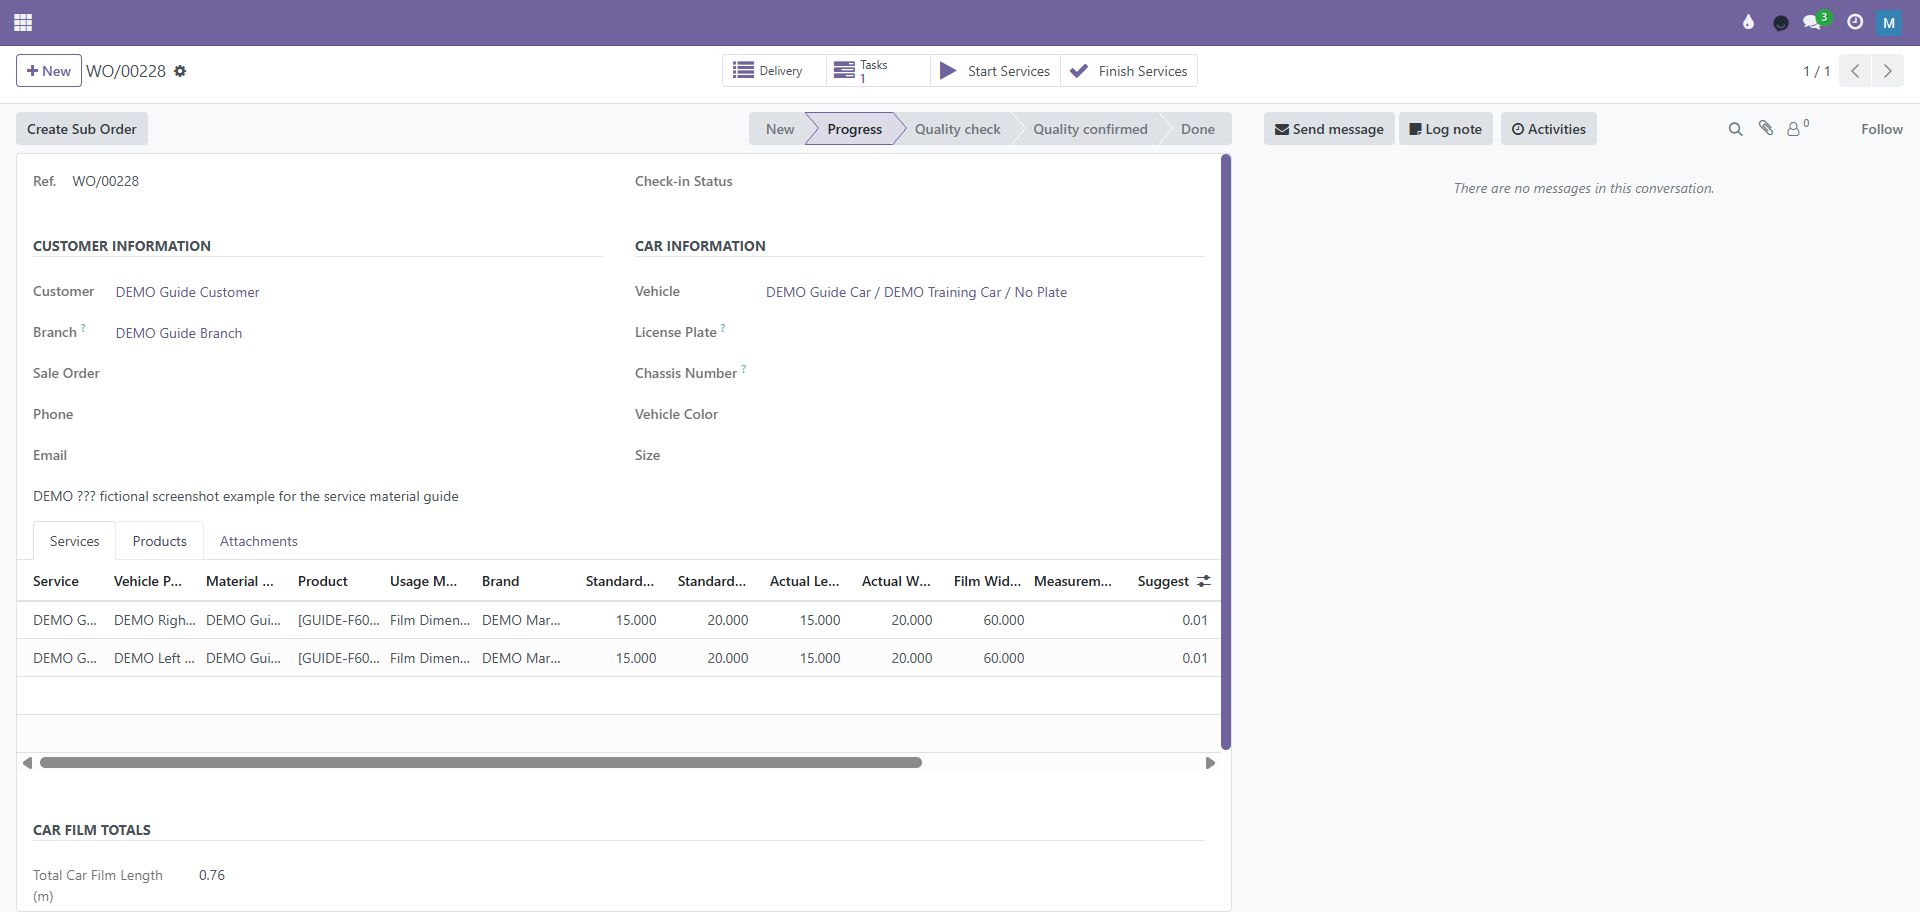 3
M
New
WO/00228
Delivery
Tasks
1
Start Services
Finish Services
1 / 1
Create Sub Order
New
Progress
Quality check
Quality confirmed
Done
Send message
Log note
Activities
0
Follow
Ref.
WO/00228
Check-in Status
There are no messages in this conversation.
CUSTOMER INFORMATION
CAR INFORMATION
Customer
DEMO Guide Customer
Vehicle
DEMO Guide Car / DEMO Training Car / No Plate
Branch ?
DEMO Guide Branch
License Plate ?
Sale Order
Chassis Number ?
Phone
Vehicle Color
Email
Size
DEMO ??? fictional screenshot example for the service material guide
Services
Products
Attachments
Service Vehicle P... Material ... Product Usage M... Brand Standard... Standard... Actual Le... Actual W... Film Wid... Measurem... Suggest
DEMO G... DEMO Righ... DEMO Gui... [GUIDE-F60... Film Dimen... DEMO Mar... 15.000 20.000 15.000 20.000 60.000 0.01
DEMO G... DEMO Left ... DEMO Gui... [GUIDE-F60... Film Dimen... DEMO Mar... 15.000 20.000 15.000 20.000 60.000 0.01
CAR FILM TOTALS
Total Car Film Length
(m)
0.76